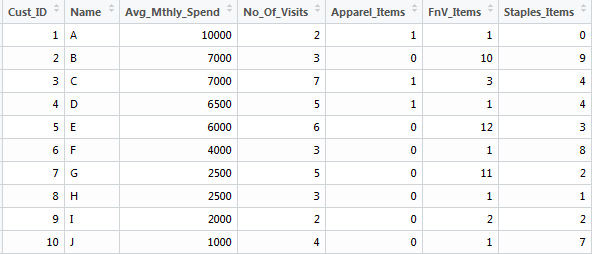 Cust_ID Name Avg_Mthly_Spend No_Of_Visits Apparel_Items FnV_Items Staples_Items
1 A 10000 2 1 1 0
2 B 7000 3 0 10 9
3 C 7000 7 1 3 4
4 D 6500 5 1 1 4
5 E 6000 6 0 12 3
6 F 4000 3 0 1 8
7 G 2500 5 0 11 2
8 H 2500 3 0 1 1
9 I 2000 2 0 2 2
10 J 1000 4 0 1 7